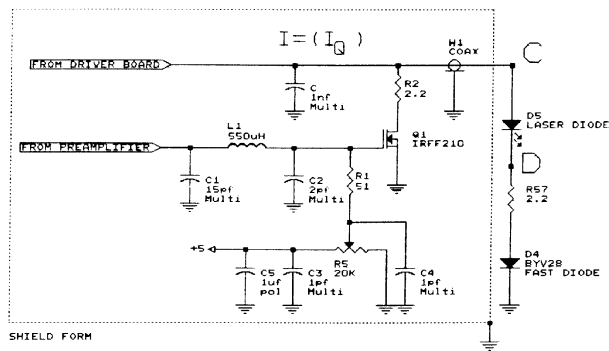 I=(I_Q)
W1
COAX
C
FROM DRIVER BOARD
R2
2.2
C
1nf
Multi
D5
LASER DIODE
L1
550uH
Q1
IRFF210
FROM PREAMPLIFIER
D
C1
15pf
Multi
C2
2pf
Multi
R1
51
R57
2.2
+5
R5
20K
D4
BYV28
FAST DIODE
C5
1uf
pol
C3
1pf
Multi
C4
1pf
Multi
SHIELD FORM